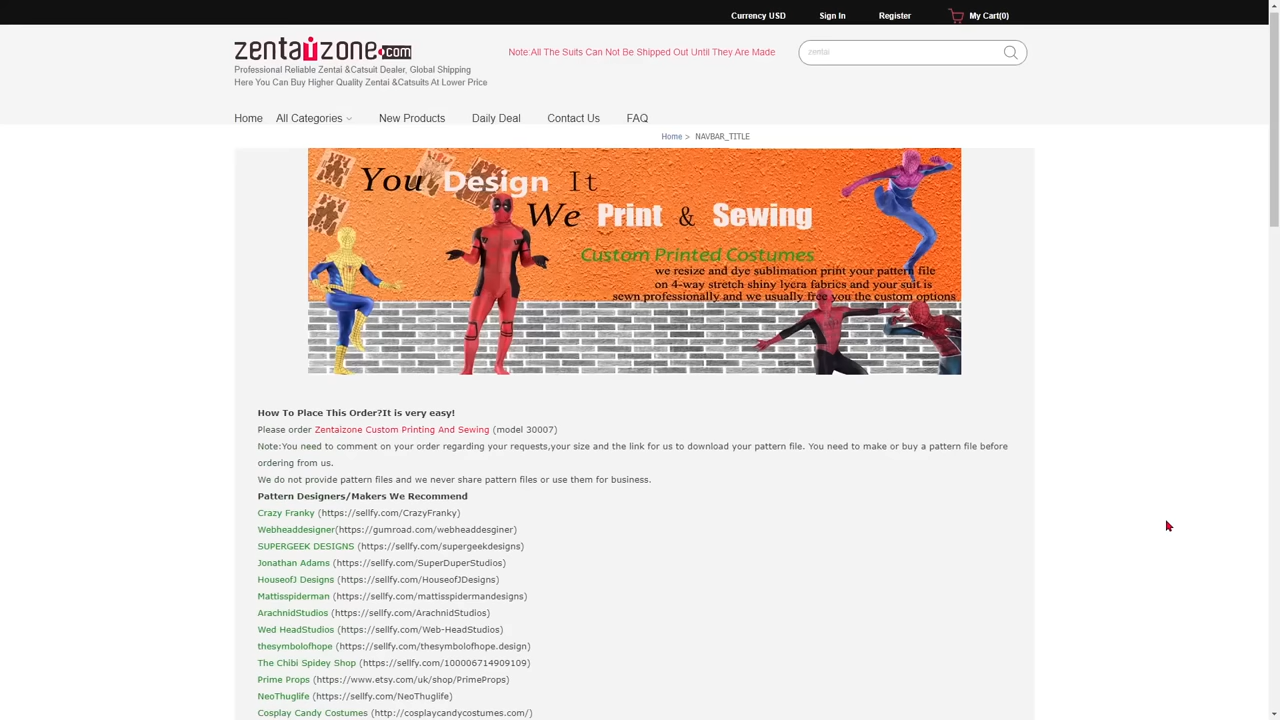 Currency USD Sign In Register My Cart(0)
zentaizone.com
Note:All The Suits Can Not Be Shipped Out Until They Are Made
zentai
Professional Reliable Zentai &Catsuit Dealer, Global Shipping
Here You Can Buy Higher Quality Zentai &Catsuits At Lower Price
Home All Categories New Products Daily Deal Contact Us FAQ
Home > NAVBAR_TITLE
You Design It
We Print & Sewing
Custom Printed Costumes
we resize and dye sublimation print your pattern file
on 4-way stretch shiny lycra fabrics and your suit is
sewn professionally and we usually free you the custom options
How To Place This Order?It is very easy!
Please order Zentaizone Custom Printing And Sewing (model 30007)
Note:You need to comment on your order regarding your requests,your size and the link for us to download your pattern file. You need to make or buy a pattern file before
ordering from us.
We do not provide pattern files and we never share pattern files or use them for business.
Pattern Designers/Makers We Recommend
Crazy Franky (https://sellfy.com/CrazyFranky)
Webheaddesigner(https://gumroad.com/webheaddesginer)
SUPERGEEK DESIGNS (https://sellfy.com/supergeekdesigns)
Jonathan Adams (https://sellfy.com/SuperDuperStudios)
HouseofJ Designs (https://sellfy.com/HouseofJDesigns)
Mattisspiderman (https://sellfy.com/mattisspidermandesigns)
ArachnidStudios (https://sellfy.com/ArachnidStudios)
Wed HeadStudios (https://sellfy.com/Web-HeadStudios)
thesymbolofhope (https://sellfy.com/thesymbolofhope.design)
The Chibi Spidey Shop (https://sellfy.com/100006714909109)
Prime Props (https://www.etsy.com/uk/shop/PrimeProps)
NeoThuglife (https://sellfy.com/NeoThuglife)
Cosplay Candy Costumes (http://cosplaycandycostumes.com/)